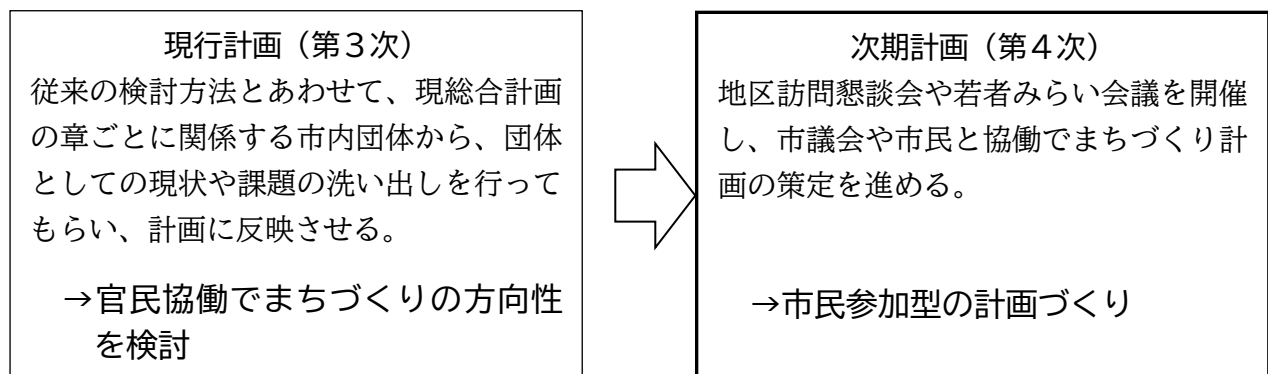 現行計画（第３次）
従来の検討方法とあわせて、現総合計画
の章ごとに関係する市内団体から、団体
としての現状や課題の洗い出しを行って
もらい、計画に反映させる。
→官民協働でまちづくりの方向性
を検討
次期計画（第４次）
地区訪問懇談会や若者みらい会議を開催
し、市議会や市民と協働でまちづくり計
画の策定を進める。
→市民参加型の計画づくり